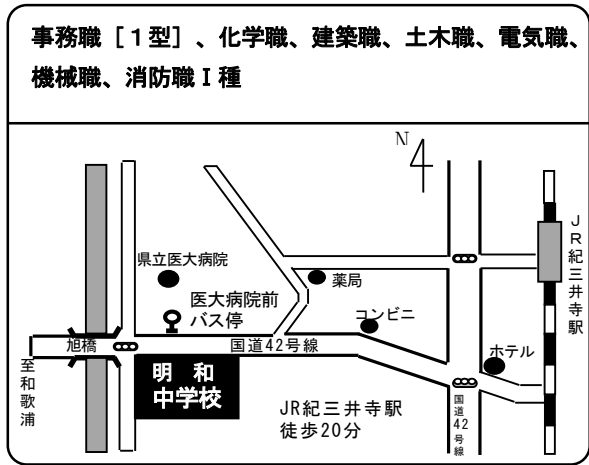 事務職［１型］、化学職、建築職、土木職、電気職、
機械職、消防職Ⅰ種
N
県立医大病院
薬局
JR紀三井寺駅
医大病院前
バス停
コンビニ
旭橋
国道42号線
ホテル
明 和
中学校
至和歌浦
JR紀三井寺駅
徒歩20分
国道42号線